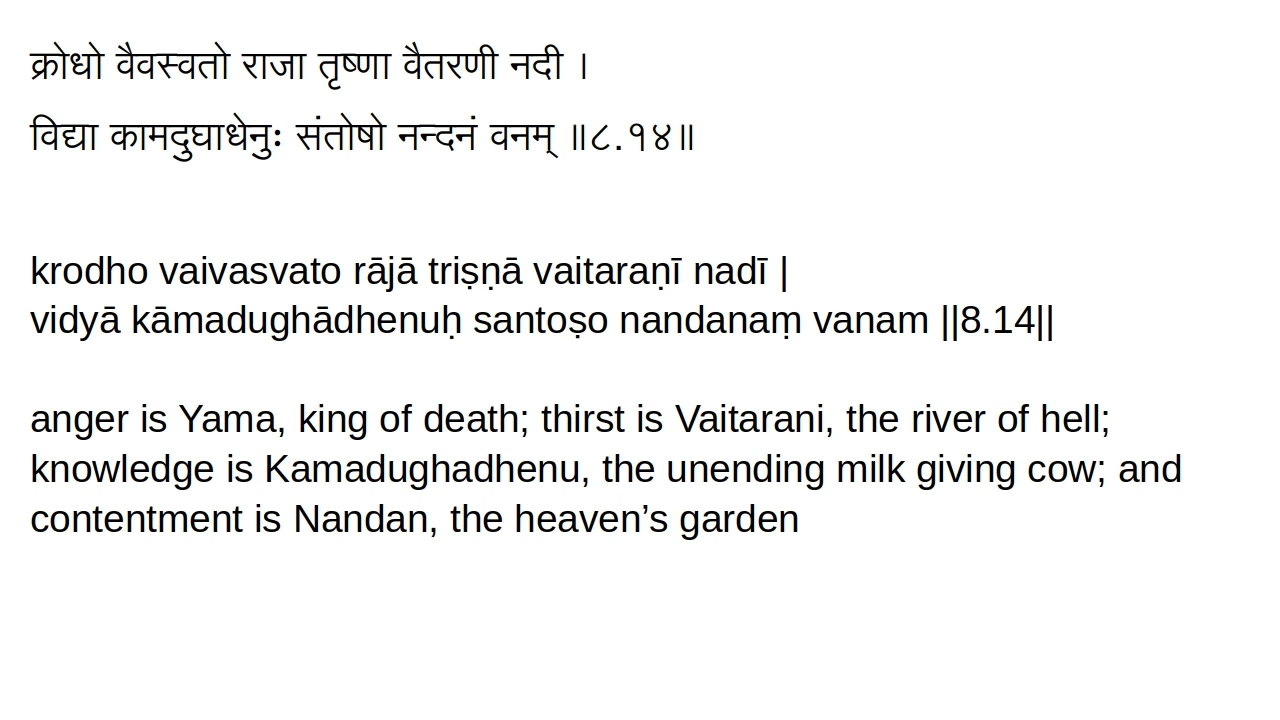 क्रोधो वैवस्वतो राजा तृष्णा वैतरणी नदी ।
विद्या कामदुघाधेनुः संतोषो नन्दनं वनम् ॥८.१४॥
krodho vaivasvato rājā triṣṇā vaitaraṇī nadī |
vidyā kāmadughādhenuḥ santoṣo nandanaṃ vanam ||8.14||
anger is Yama, king of death; thirst is Vaitarani, the river of hell;
knowledge is Kamadughadhenu, the unending milk giving cow; and
contentment is Nandan, the heaven’s garden